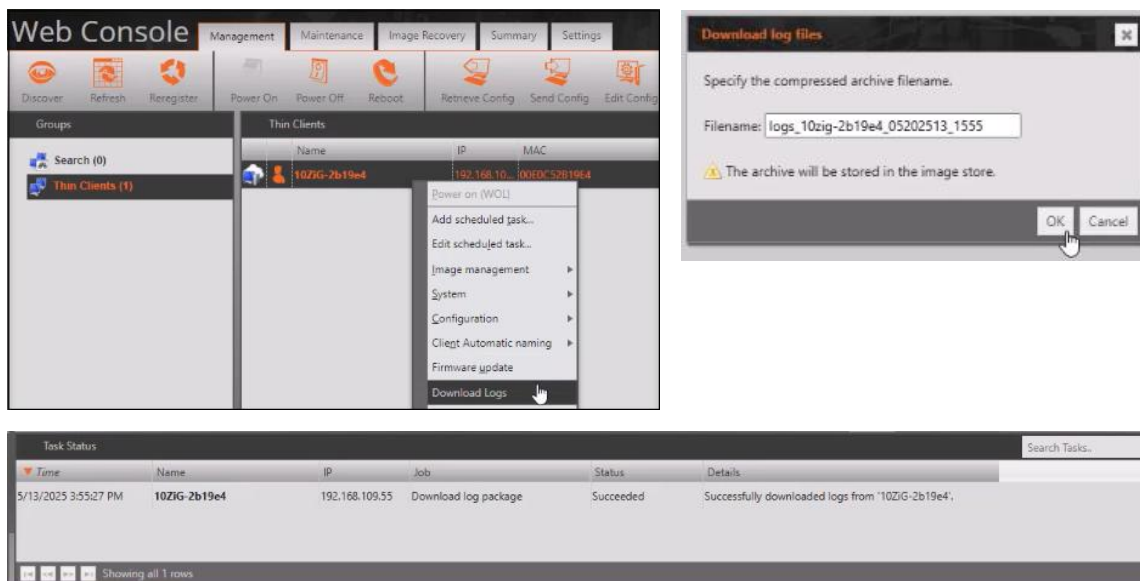 Web Console
Management Maintenance Image Recovery Summary Settings
Discover Refresh Reregister Power On Power Off Reboot Retrieve Config Send Config Edit Config
Groups
Search (0)
Thin Clients (1)
Thin Clients
Name IP MAC
10ZiG-2b19e4 192.168.10... 00E0C52B19E4
Power on (WOL)
Add scheduled task...
Edit scheduled task...
Image management
System
Configuration
Client Automatic naming
Firmware update
Download Logs
Download log files
Specify the compressed archive filename.
Filename: logs_10zig-2b19e4_05202513_1555
The archive will be stored in the image store.
OK Cancel
Task Status
Search Tasks..
Time Name IP Job Status Details
5/13/2025 3:55:27 PM 10ZiG-2b19e4 192.168.109.55 Download log package Succeeded Successfully downloaded logs from '10ZiG-2b19e4'.
Showing all 1 rows